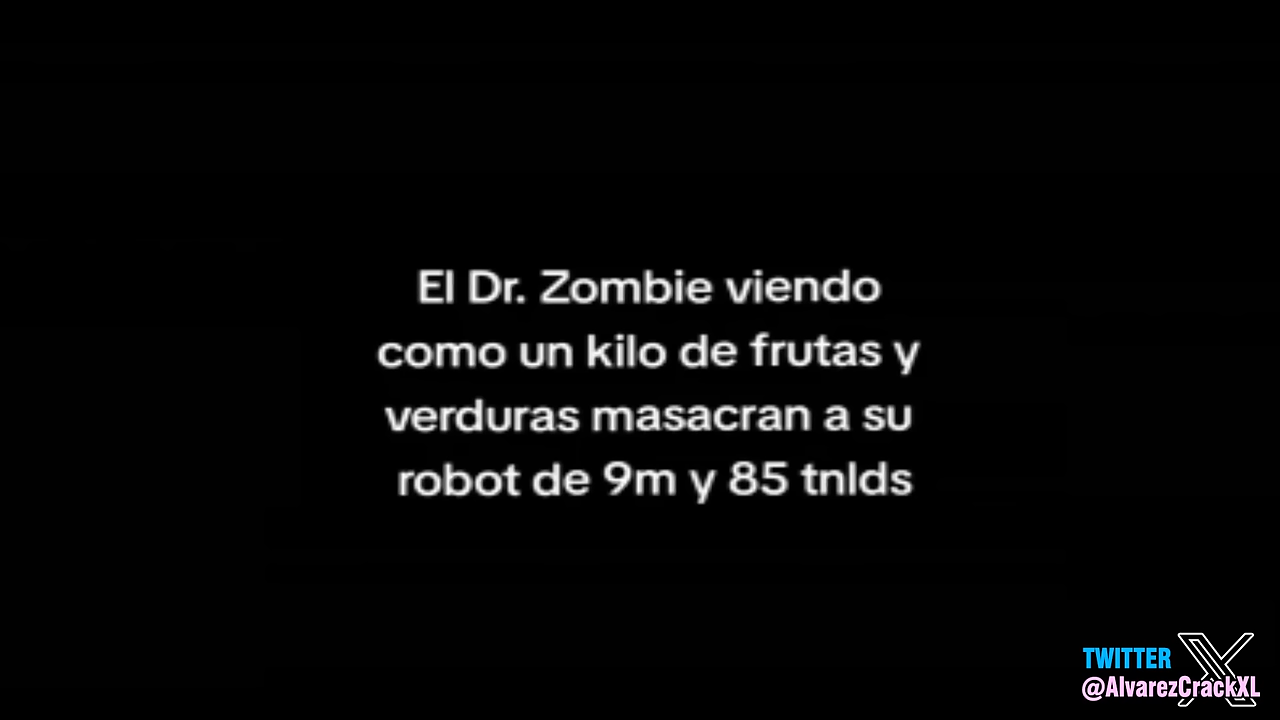 El Dr. Zombie viendo
como un kilo de frutas y
verduras masacran a su
robot de 9m y 85 tnlds
TWITTER
@AlvarezCrackXL